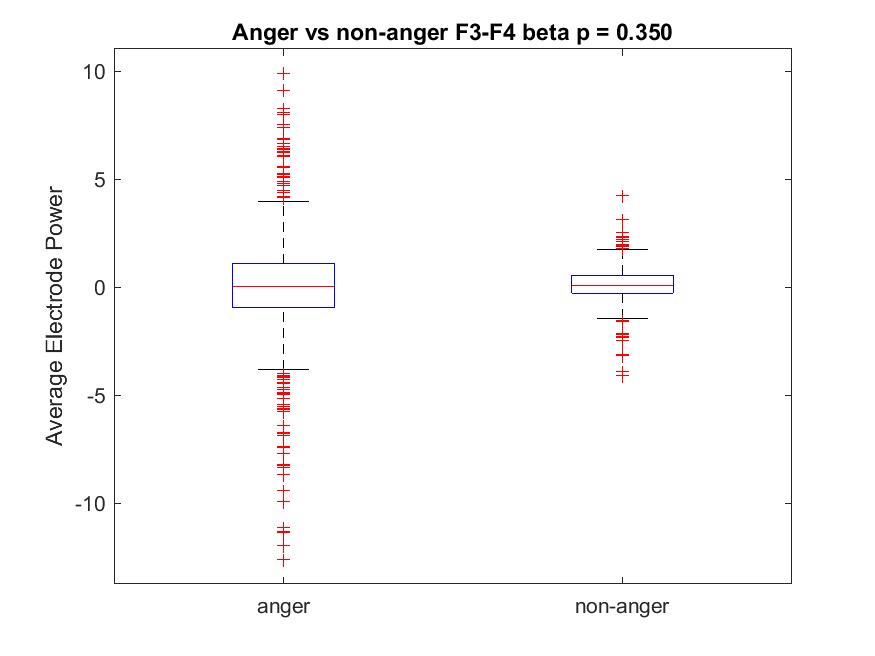 Anger vs non-anger F3-F4 beta p = 0.350
Average Electrode Power
10
5
0
-5
-10
anger
non-anger